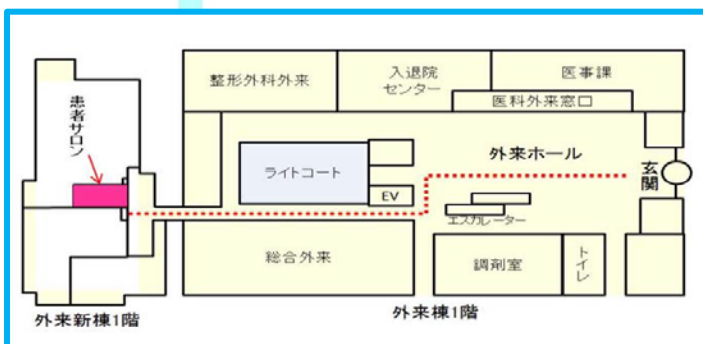 整形外科外来
入退院
センター
医事課
医科外来窓口
患者サロン
ライトコート
外来ホール
玄関
EV
エスカレーター
総合外来
調剤室
トイレ
外来新棟1階
外来棟1階